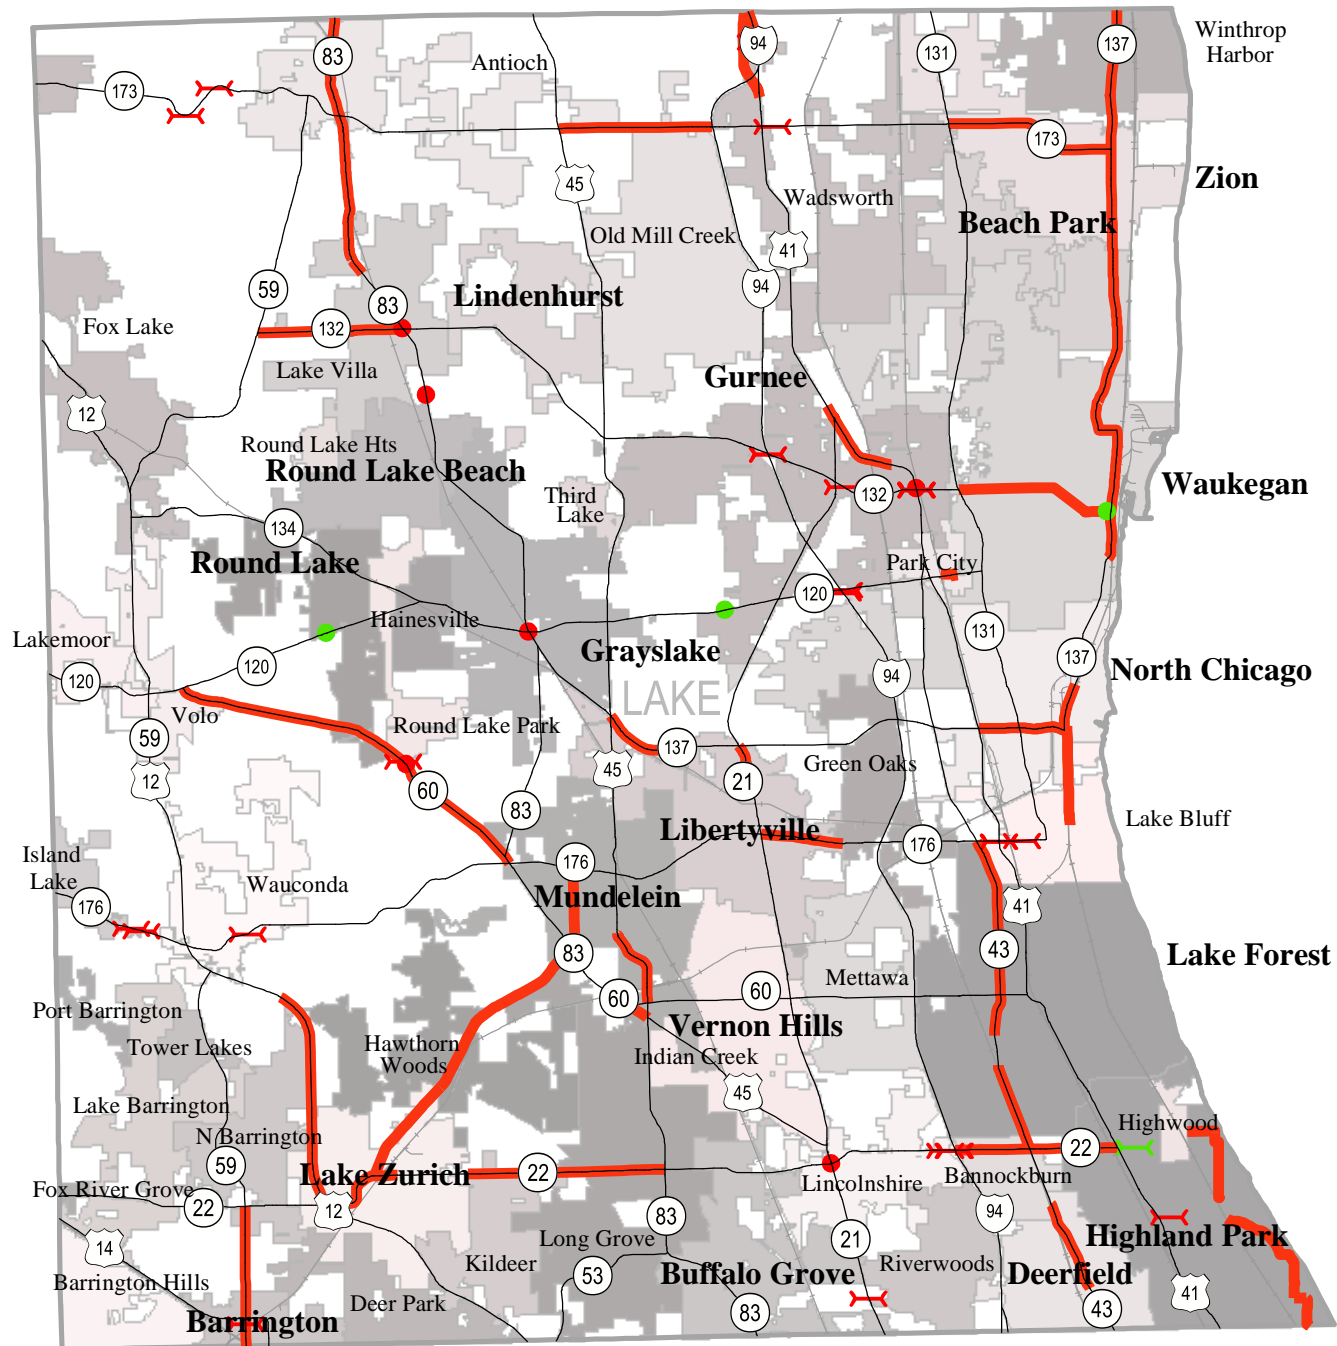 Winthrop
Harbor
94
131
137
83
Antioch
173
173
Zion
45
Wadsworth
Beach Park
Old Mill Creek
41
59
94
Lindenhurst
83
Fox Lake
132
Lake Villa
Gurnee
12
Round Lake Hts
Round Lake Beach
Third
Lake
132
Waukegan
134
Round Lake
Park City
120
Hainesville
131
Lakemoor
Grayslake
137
North Chicago
120
120
94
LAKE
Volo
Round Lake Park
59
137
45
Green Oaks
12
60
21
83
Lake Bluff
Libertyville
176
Island
Lake
176
Wauconda
Mundelein
176
41
83
43
Lake Forest
Mettawa
60
60
Port Barrington
Vernon Hills
Tower Lakes
Hawthorn
Woods
Indian Creek
45
Lake Barrington
Highwood
N Barrington
22
59
Lake Zurich
22
Lincolnshire
Bannockburn
Fox River Grove
22
12
94
83
Highland Park
14
Long Grove
21
Kildeer
Riverwoods
53
Buffalo Grove
Deerfield
Barrington Hills
41
Deer Park
83
43
Barrington